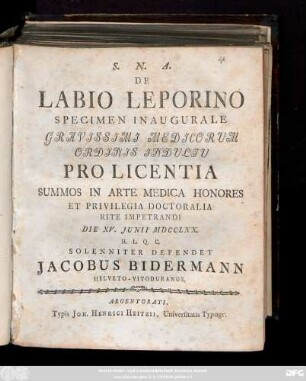 S. N. A.
DE
LABIO LEPORINO
SPECIMEN INAUGURALE
GRAVISSIMI MEDICORUM
ORDINIS INDULTU
PRO LICENTIA
SUMMOS IN ARTE MEDICA HONORES
ET PRIVILEGIA DOCTORALIA
RITE IMPETRANDI
DIE XV. JUNII MDCCLXX.
H. L. Q. C.
SOLENNITER DEFENDET
JACOBUS BIDERMANN
HELVETO-VITODURANUS.
ARGENTORATI,
Typis JOH. HENRICI HEITZII, Univerſitatis Typogr.